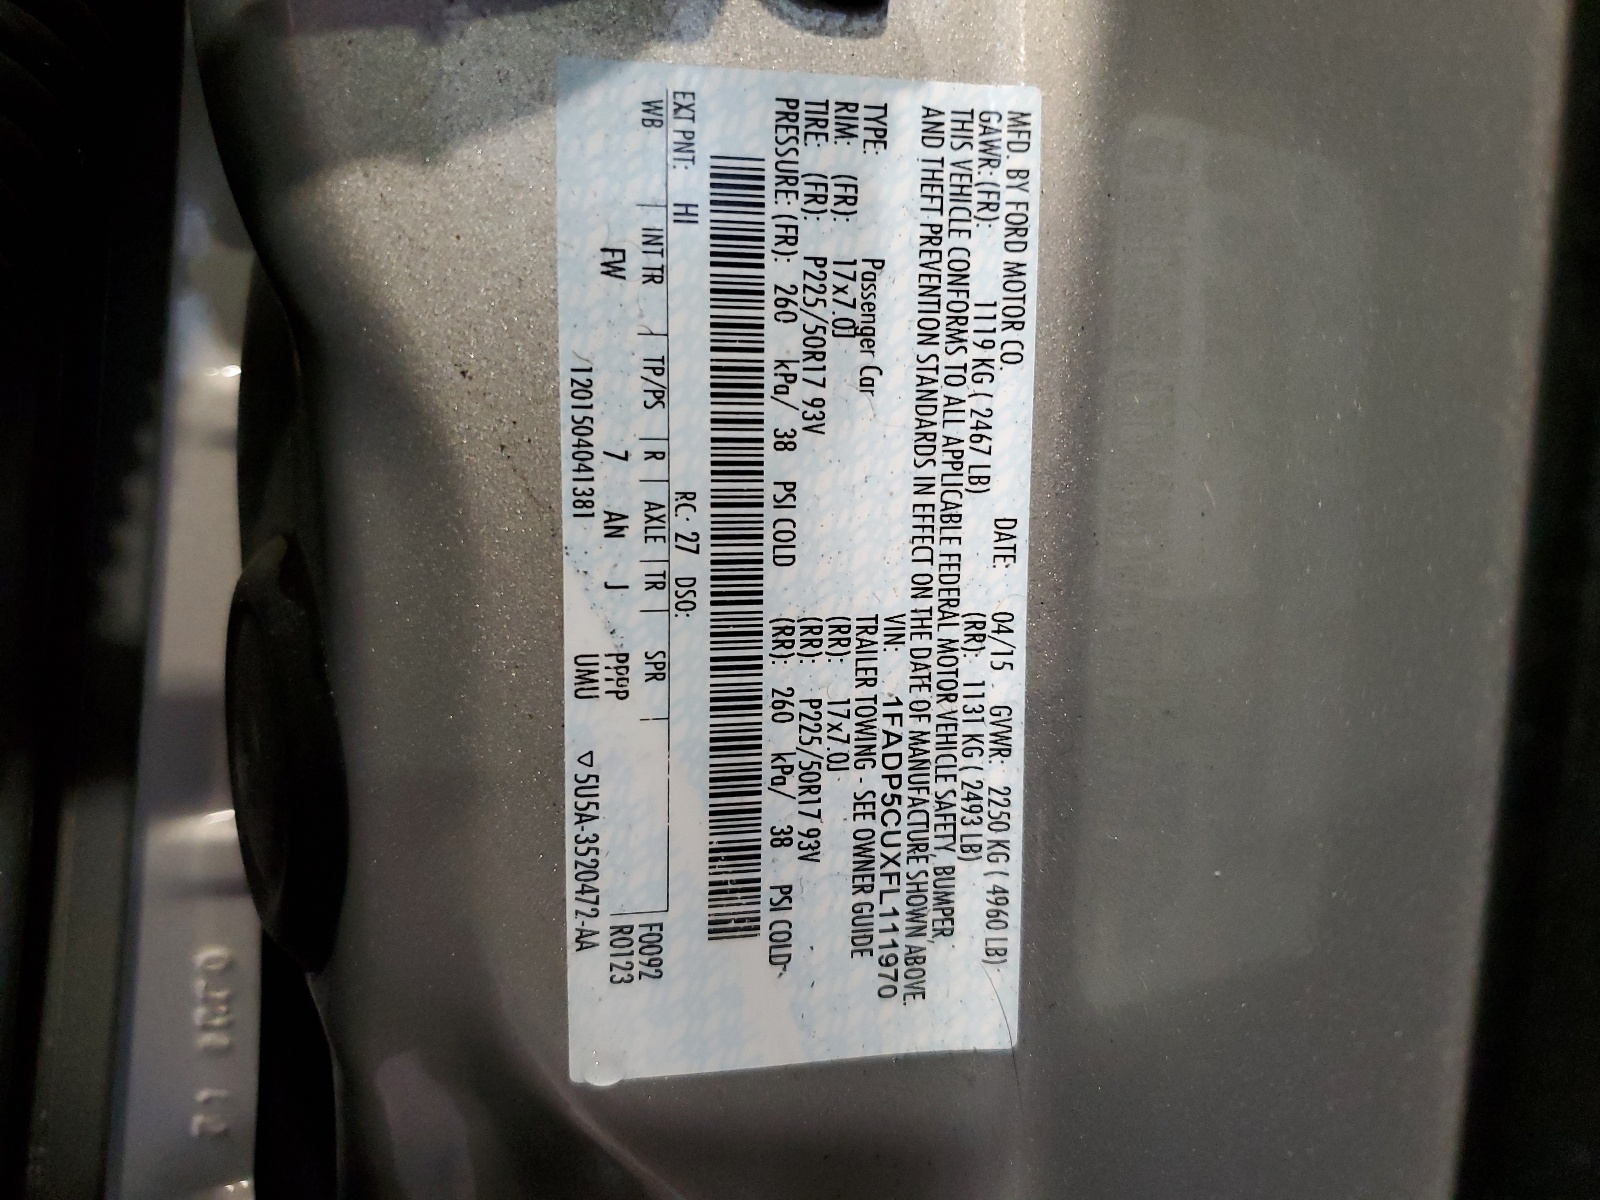 MFD. BY FORD MOTOR CO.
DATE: 04/15 GVWR: 2250 KG ( 4960 LB)
GAWR: (FR): 1119 KG ( 2467 LB) (RR): 1131 KG ( 2493 LB)
THIS VEHICLE CONFORMS TO ALL APPLICABLE FEDERAL MOTOR VEHICLE SAFETY, BUMPER,
AND THEFT PREVENTION STANDARDS IN EFFECT ON THE DATE OF MANUFACTURE SHOWN ABOVE.
VIN: 1FADP5CUXFL111970
TYPE: Passenger Car TRAILER TOWING - SEE OWNER GUIDE
RIM: (FR): 17x7.0J (RR): 17x7.0J
TIRE: (FR): P225/50R17 93V (RR): P225/50R17 93V
PRESSURE: (FR): 260 kPa/ 38 PSI COLD (RR): 260 kPa/ 38 PSI COLD
EXT PNT: HI RC: 27 DSO:
WB INT TR TP/PS R AXLE TR SPR F0092
FW 7 AN J PPPP R0123
1201504041381 UMU 5U5A-3520472-AA